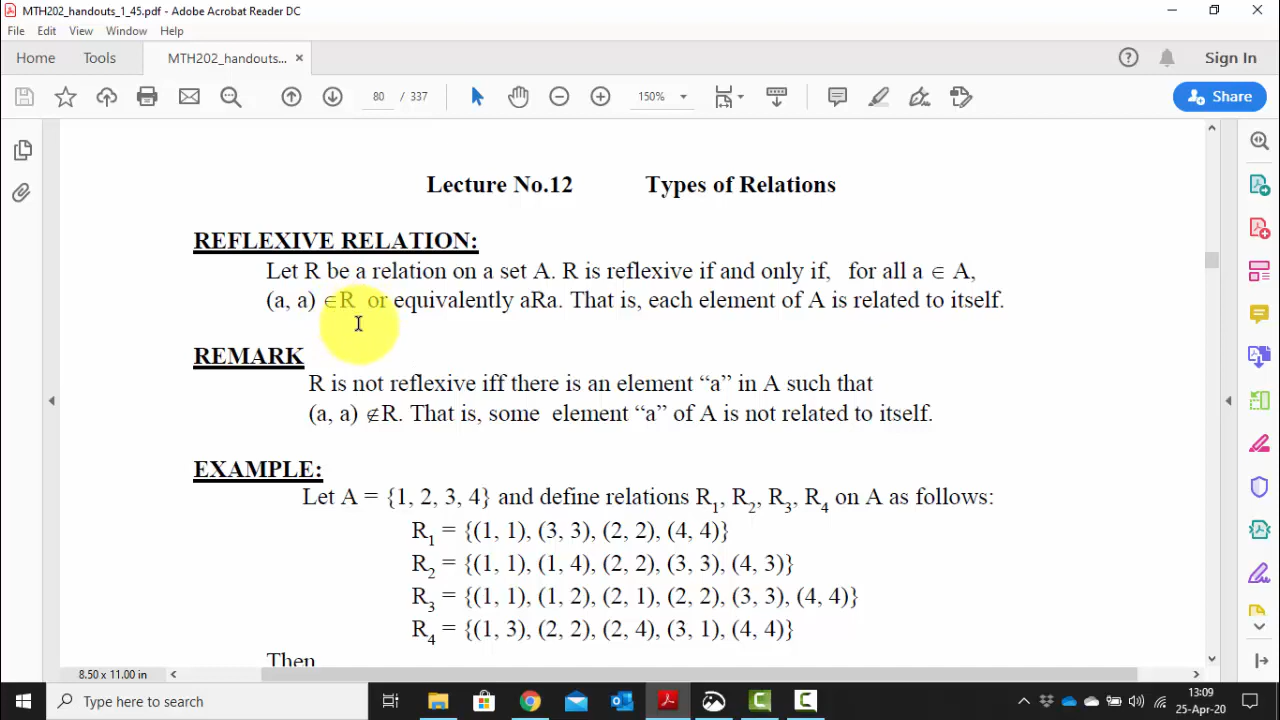 MTH202_handouts_1_45.pdf - Adobe Acrobat Reader DC
File Edit View Window Help
Home Tools MTH202_handouts... × Sign In
80 / 337 150% Share
Lecture No.12 Types of Relations
REFLEXIVE RELATION:
Let R be a relation on a set A. R is reflexive if and only if, for all a ∈ A,
(a, a) ∈R or equivalently aRa. That is, each element of A is related to itself.
REMARK
R is not reflexive iff there is an element “a” in A such that
(a, a) ∉R. That is, some element “a” of A is not related to itself.
EXAMPLE:
Let A = {1, 2, 3, 4} and define relations R₁, R₂, R₃, R₄ on A as follows:
R₁ = {(1, 1), (3, 3), (2, 2), (4, 4)}
R₂ = {(1, 1), (1, 4), (2, 2), (3, 3), (4, 3)}
R₃ = {(1, 1), (1, 2), (2, 1), (2, 2), (3, 3), (4, 4)}
R₄ = {(1, 3), (2, 2), (2, 4), (3, 1), (4, 4)}
Then
8.50 x 11.00 in
Type here to search
13:09
25-Apr-20